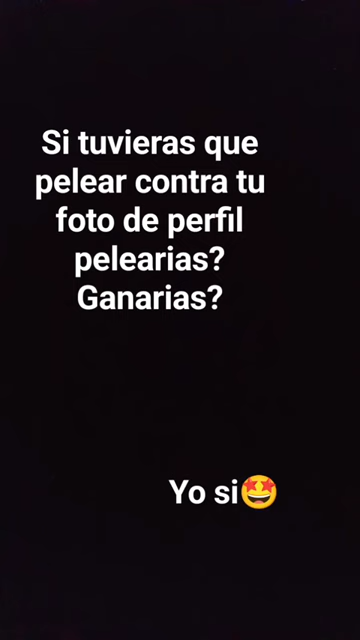 Si tuvieras que
pelear contra tu
foto de perfil
pelearias?
Ganarias?
Yo si🤩